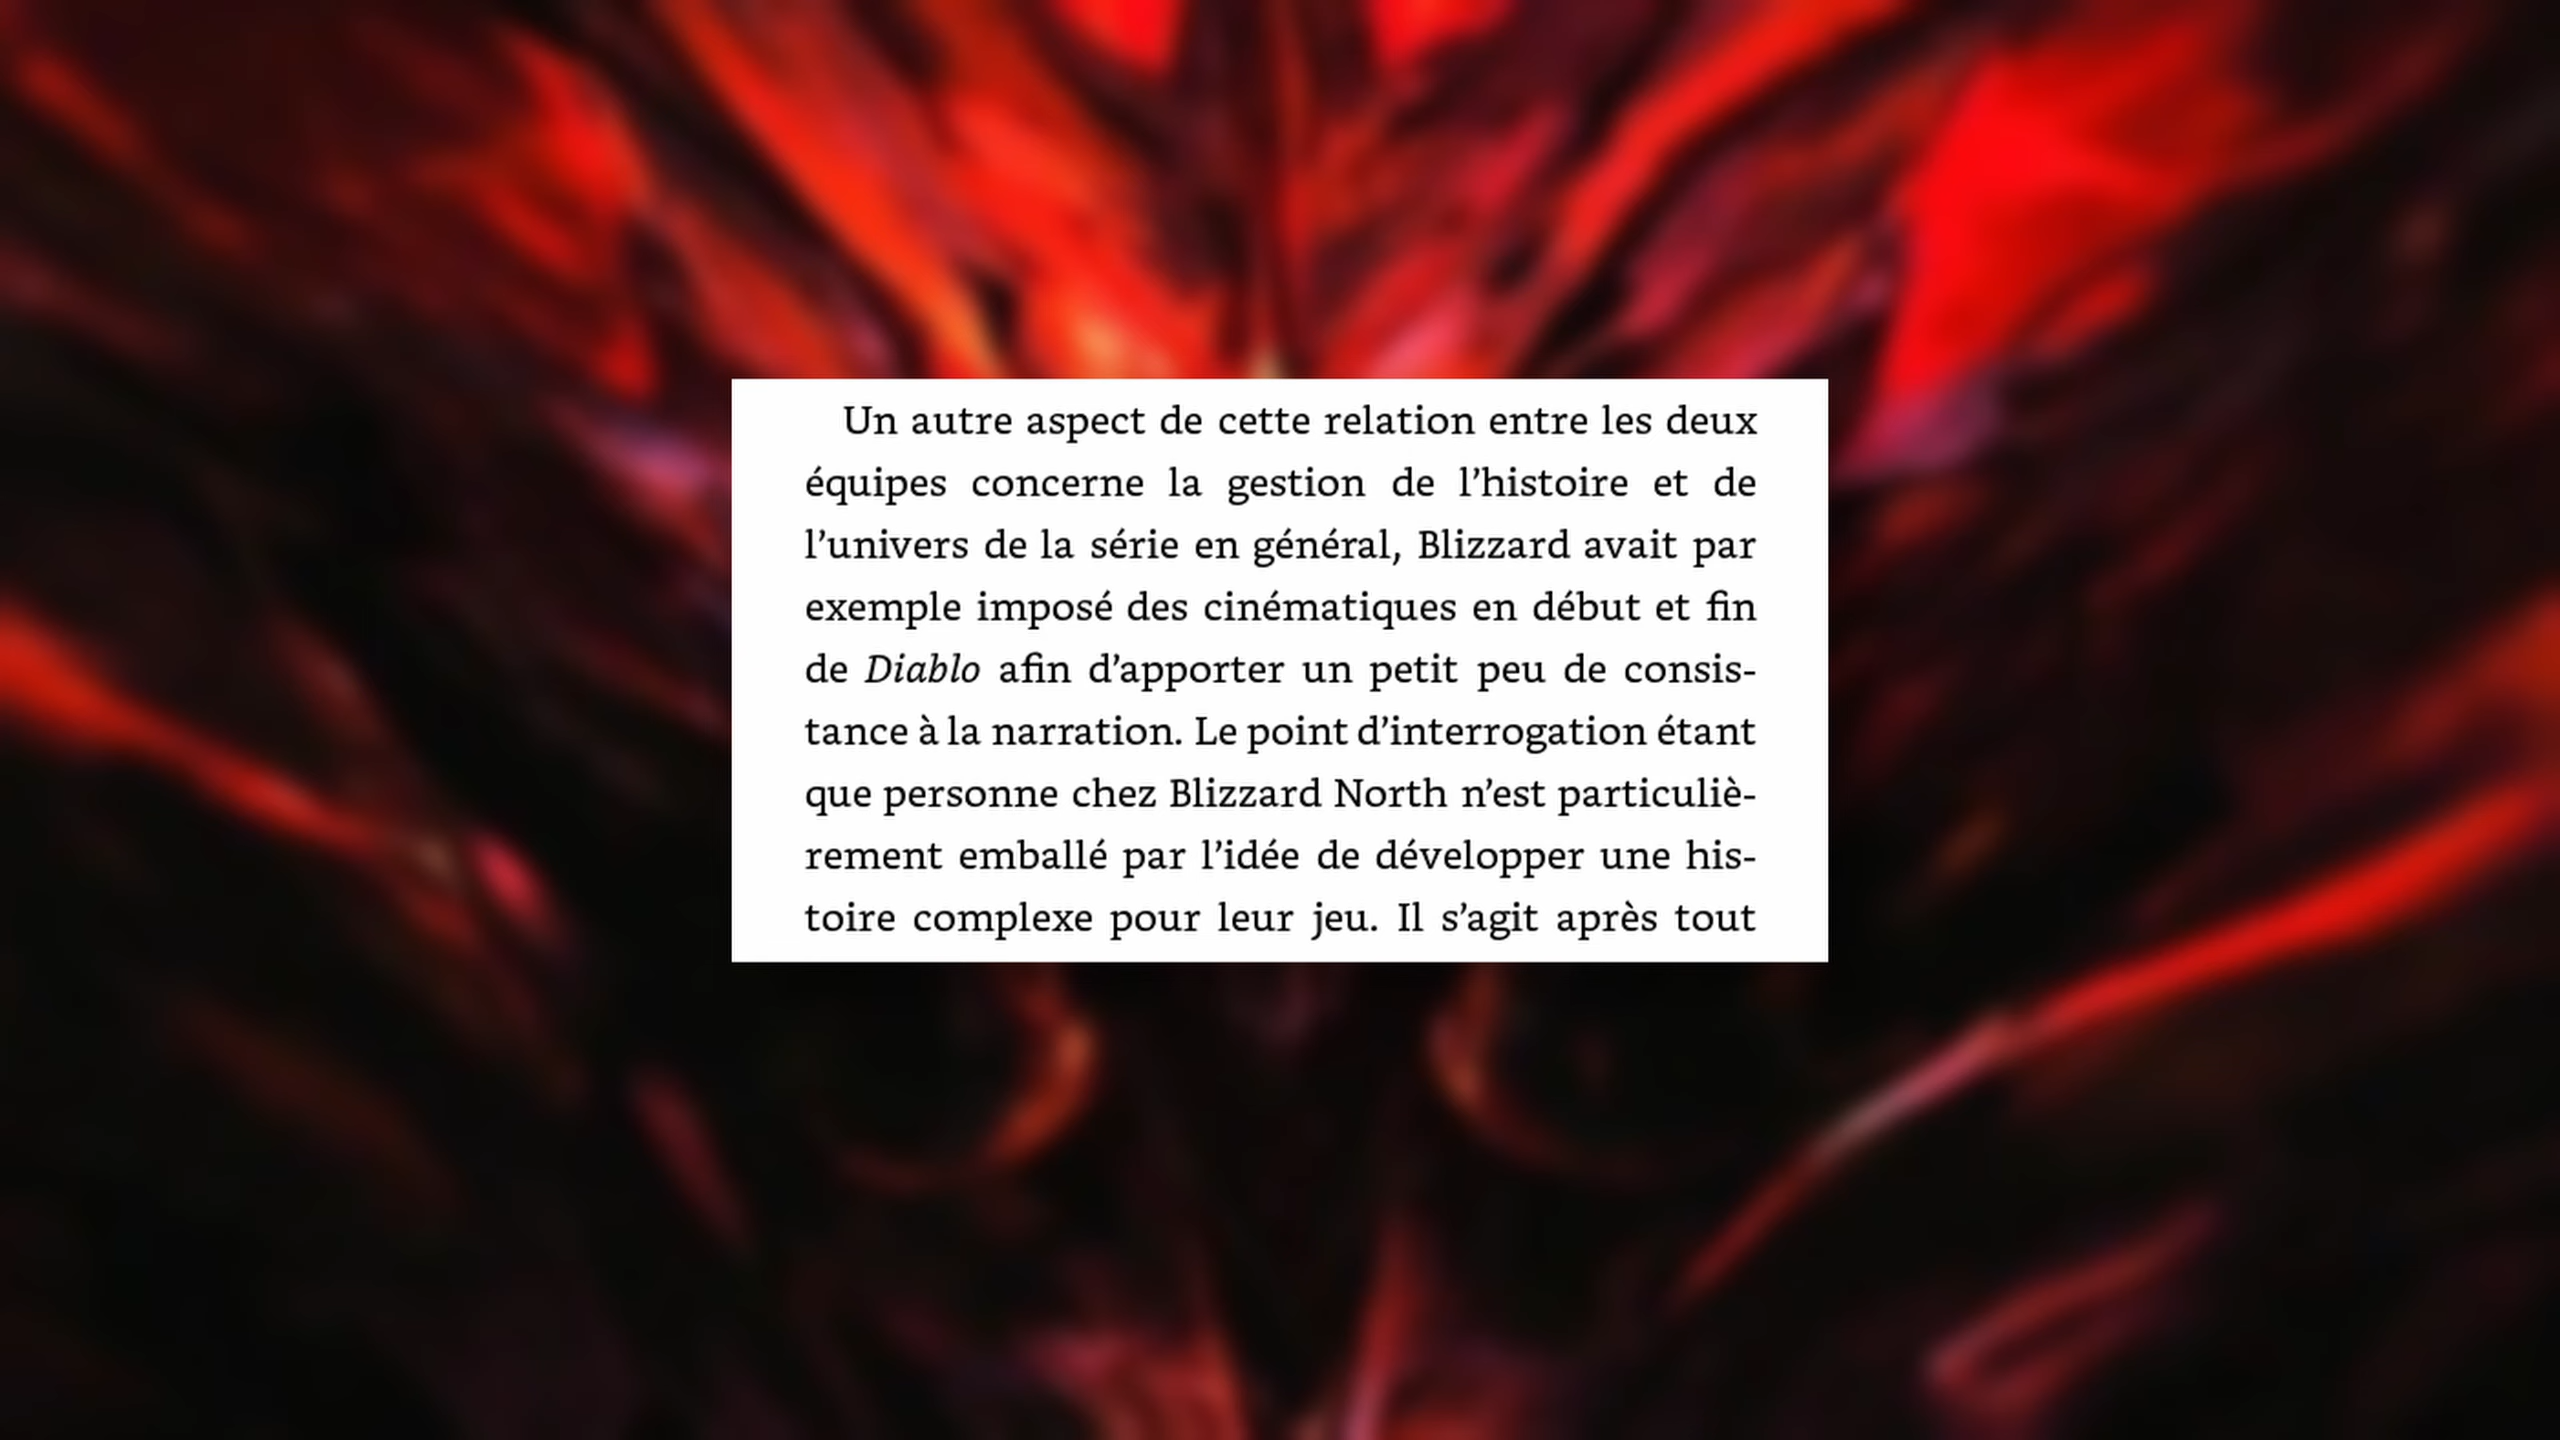 Un autre aspect de cette relation entre les deux
équipes concerne la gestion de l’histoire et de
l’univers de la série en général, Blizzard avait par
exemple imposé des cinématiques en début et fin
de Diablo afin d’apporter un petit peu de consis-
tance à la narration. Le point d’interrogation étant
que personne chez Blizzard North n’est particuliè-
rement emballé par l’idée de développer une his-
toire complexe pour leur jeu. Il s’agit après tout